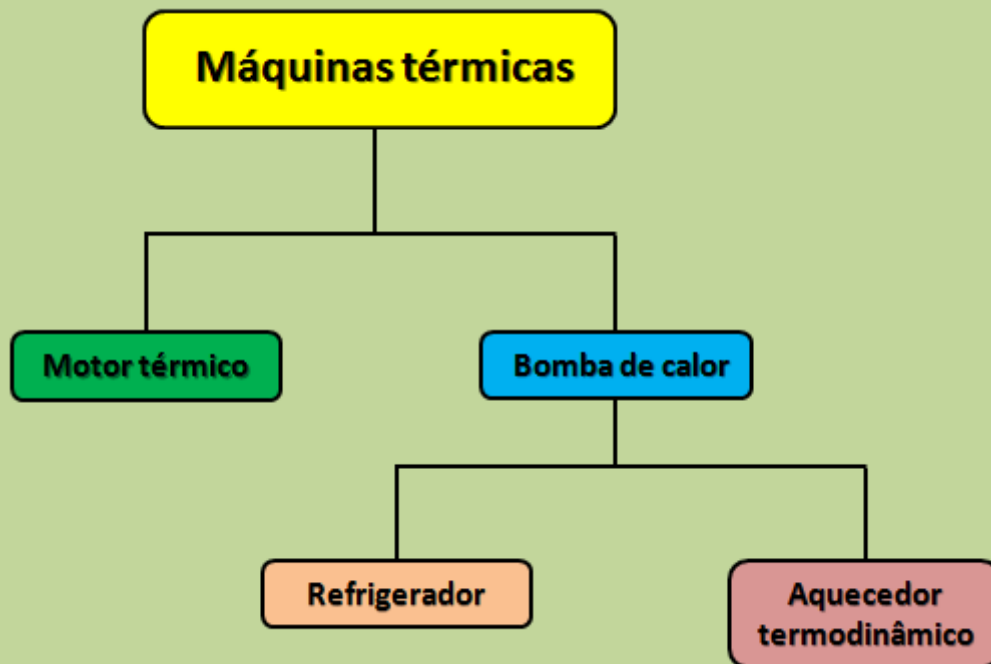 Máquinas térmicas
Motor térmico
Bomba de calor
Refrigerador
Aquecedor
termodinâmico